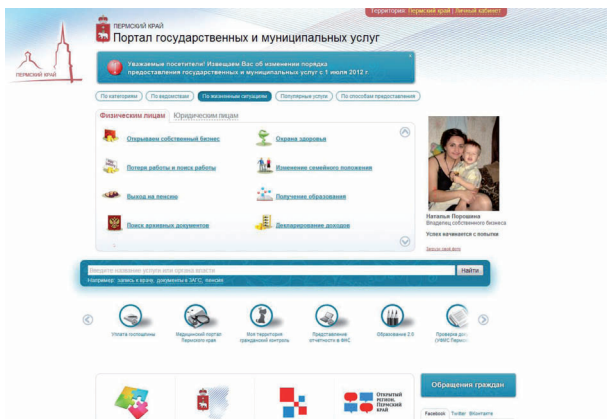 Территория: Пермский край | Личный кабинет
ПЕРМСКИЙ КРАЙ
Портал государственных и муниципальных услуг
ПЕРМСКИЙ КРАЙ
Уважаемые посетители! Извещаем Вас об изменении порядка
предоставления государственных и муниципальных услуг с 1 июля 2012 г.
По категориям
По ведомствам
По жизненным ситуациям
Популярные услуги
По способам предоставления
Физическим лицам
Юридическим лицам
Открываем собственный бизнес
Охрана здоровья
Потеря работы и поиск работы
Изменение семейного положения
Выход на пенсию
Получение образования
Поиск архивных документов
Декларирование доходов
Наталья Порошина
Владелец собственного бизнеса
Успех начинается с попытки
Введите название услуги или органа власти
Найти
Например: запись к врачу, документы в ЗАГС, пенсия
Уплата госпошлины
Медицинский портал
Пермского края
Моя территория
гражданский контроль
Представление
отчетности в ФНС
Образование 2.0
Проверка
(УФМС Пермс
ОТКРЫТЫЙ
РЕГИОН.
ПЕРМСКИЙ
КРАЙ
Обращения граждан
Facebook Twitter ВКонтакте